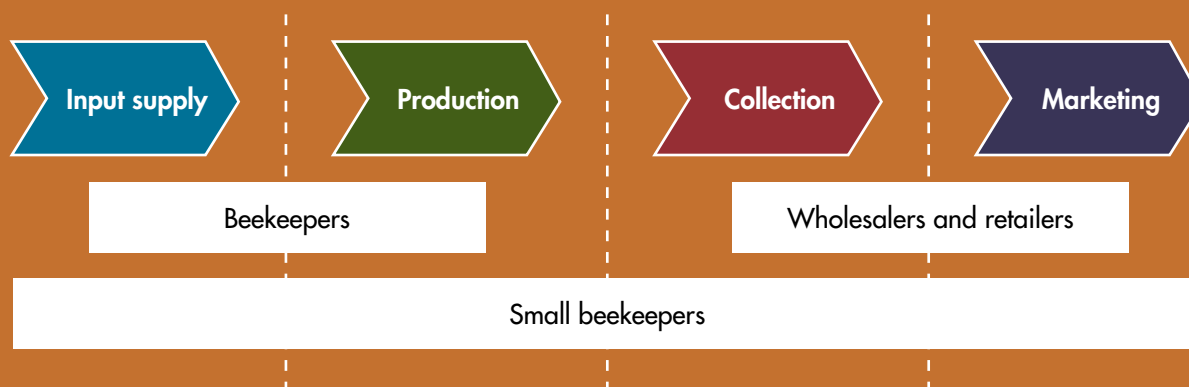 Input supply
Production
Collection
Marketing
Beekeepers
Wholesalers and retailers
Small beekeepers